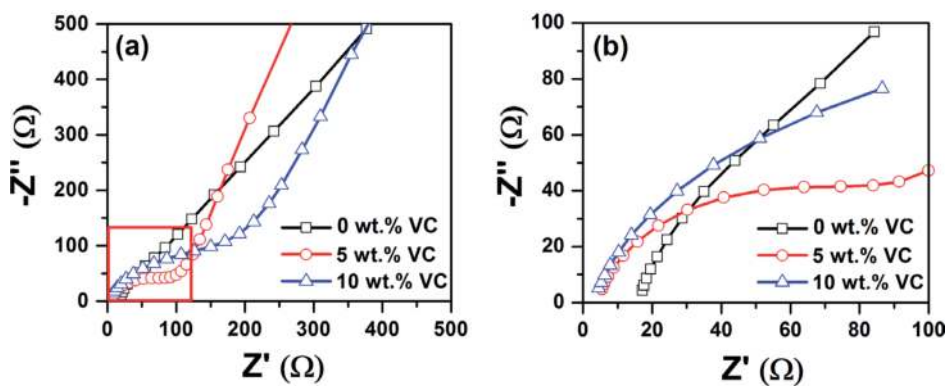 (a)
500
400
300
200
100
0
-Z'' (Ω)
0 100 200 300 400 500
Z' (Ω)
0 wt.% VC
5 wt.% VC
10 wt.% VC
(b)
100
80
60
40
20
0
-Z'' (Ω)
0 20 40 60 80 100
Z' (Ω)
0 wt.% VC
5 wt.% VC
10 wt.% VC